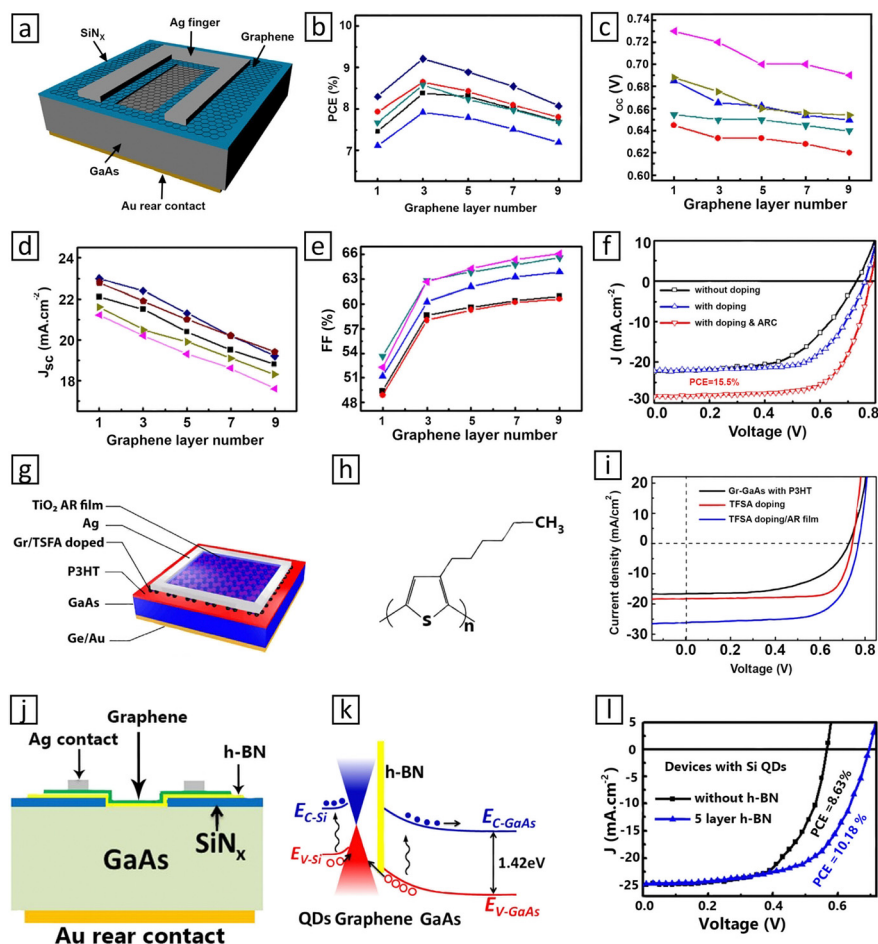 a
SiNX
Ag finger
Graphene
GaAs
Au rear contact
b
PCE (%)
10
9
8
7
1 3 5 7 9
Graphene layer number
c
VOC (V)
0.74
0.72
0.70
0.68
0.66
0.64
0.62
0.60
1 3 5 7 9
Graphene layer number
d
JSC (mA.cm-2)
24
23
22
21
20
19
18
1 3 5 7 9
Graphene layer number
e
FF (%)
66
63
60
57
54
51
48
1 3 5 7 9
Graphene layer number
f
J (mA.cm-2)
10
0
-10
-20
-30
without doping
with doping
with doping & ARC
PCE=15.5%
0.0 0.2 0.4 0.6 0.8
Voltage (V)
g
TiO2 AR film
Ag
Gr/TSFA doped
P3HT
GaAs
Ge/Au
h
CH3
S
n
i
Current density (mA/cm2)
20
10
0
-10
-20
-30
Gr-GaAs with P3HT
TFSA doping
TFSA doping/AR film
0.0 0.2 0.4 0.6 0.8
Voltage (V)
j
Graphene
Ag contact
h-BN
GaAs
SiNx
Au rear contact
k
h-BN
EC-Si
EC-GaAs
EV-Si
1.42eV
EV-GaAs
QDs Graphene GaAs
l
J (mA.cm-2)
5
0
-5
-10
-15
-20
-25
Devices with Si QDs
without h-BN
5 layer h-BN
PCE =8.63%
PCE =10.18 %
0.0 0.2 0.4 0.6
Voltage (V)